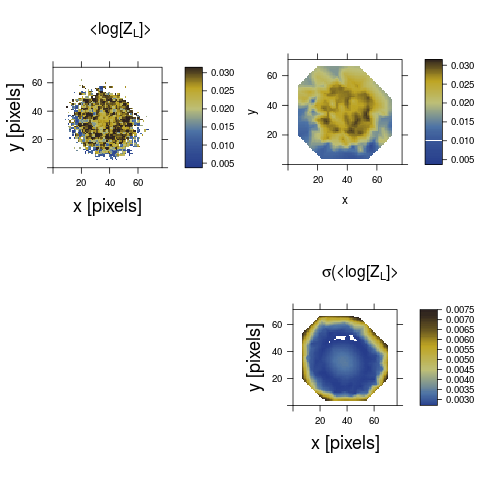 <log[Z_L]>
60
40
20
20 40 60
x [pixels]
y [pixels]
0.030
0.025
0.020
0.015
0.010
0.005
60
40
20
20 40 60
x
y
0.030
0.025
0.020
0.015
0.010
0.005
σ(<log[Z_L]>
60
40
20
20 40 60
x [pixels]
y [pixels]
0.0075
0.0070
0.0065
0.0060
0.0055
0.0050
0.0045
0.0040
0.0035
0.0030